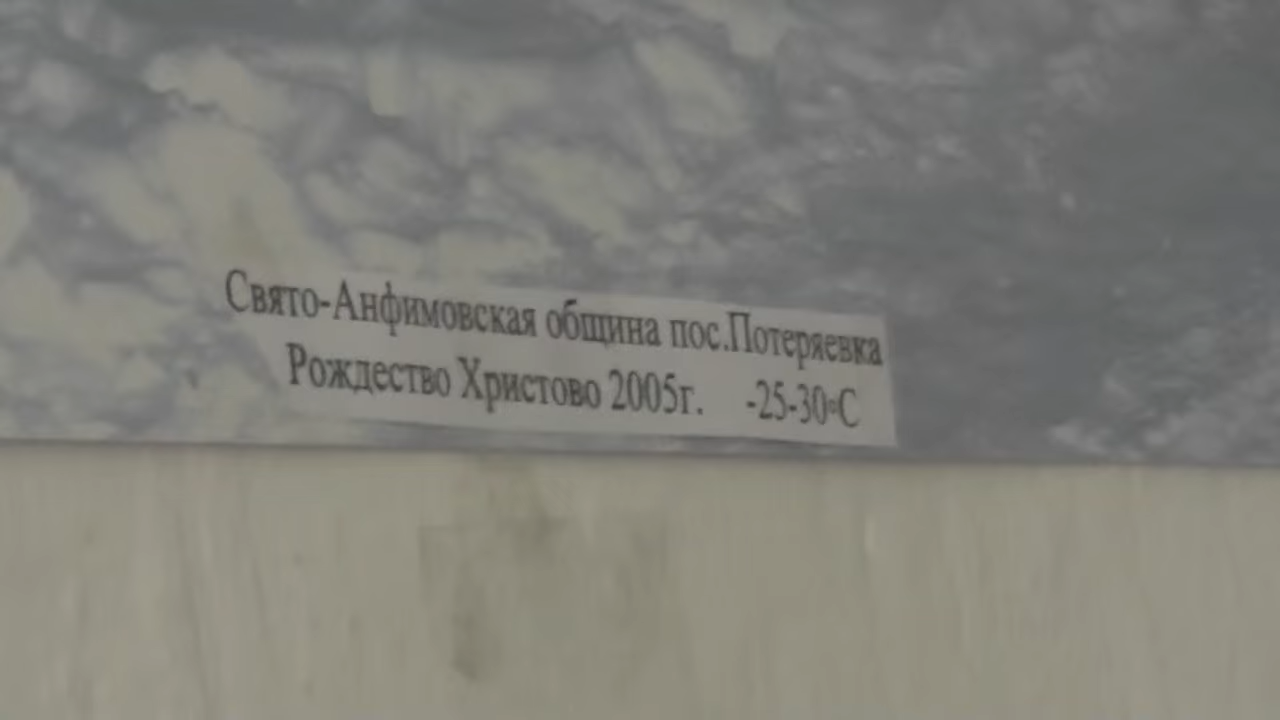 Свято-Анфимовская община пос.Потеряевка
Рождество Христово 2005г. -25-30°С